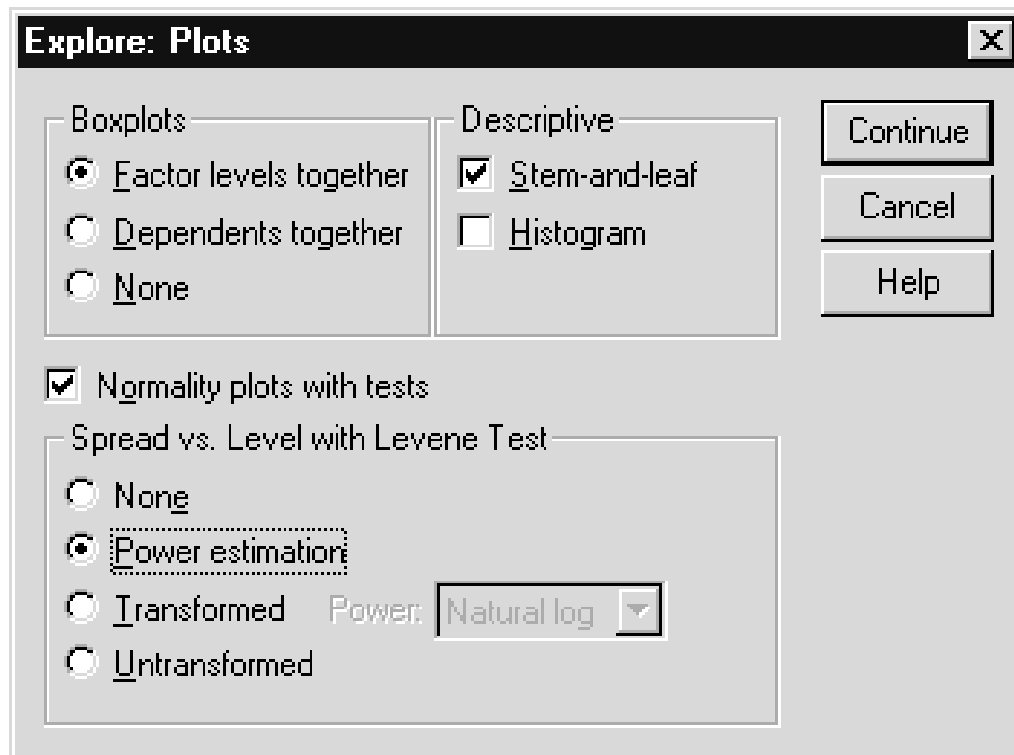 Explore: Plots
Boxplots
Factor levels together
Dependents together
None
Descriptive
Stem-and-leaf
Histogram
Continue
Cancel
Help
Normality plots with tests
Spread vs. Level with Levene Test
None
Power estimation
Transformed Power: Natural log
Untransformed